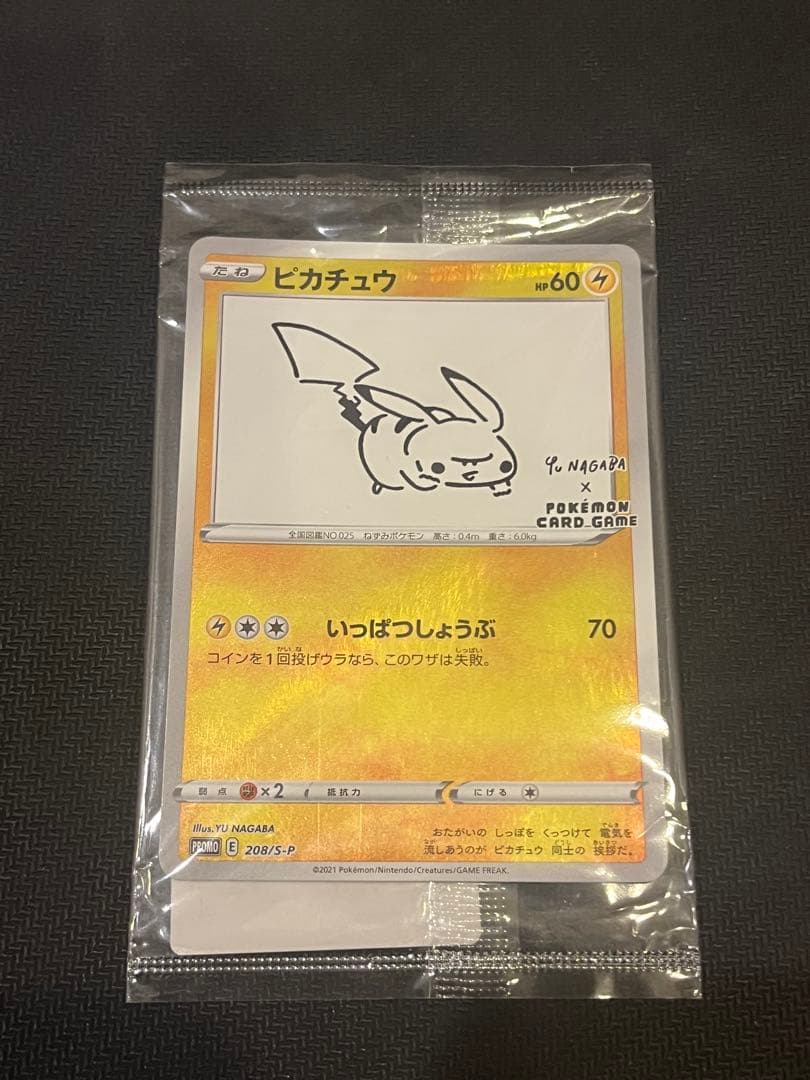 たね ピカチュウ HP60
YU NAGABA
×
POKÉMON
CARD GAME
全国図鑑NO.025 ねずみポケモン 高さ:0.4m 重さ:6.0kg
いっぱつしょうぶ 70
コインを1回投げウラなら、このワザは失敗。
弱点 ×2 抵抗力 にげる
Illus.YU NAGABA
PROMO E 208/S-P
おたがいの しっぽを くっつけて 電気を
流しあうのが ピカチュウ 同士の 挨拶だ。
©2021 Pokémon/Nintendo/Creatures/GAME FREAK.